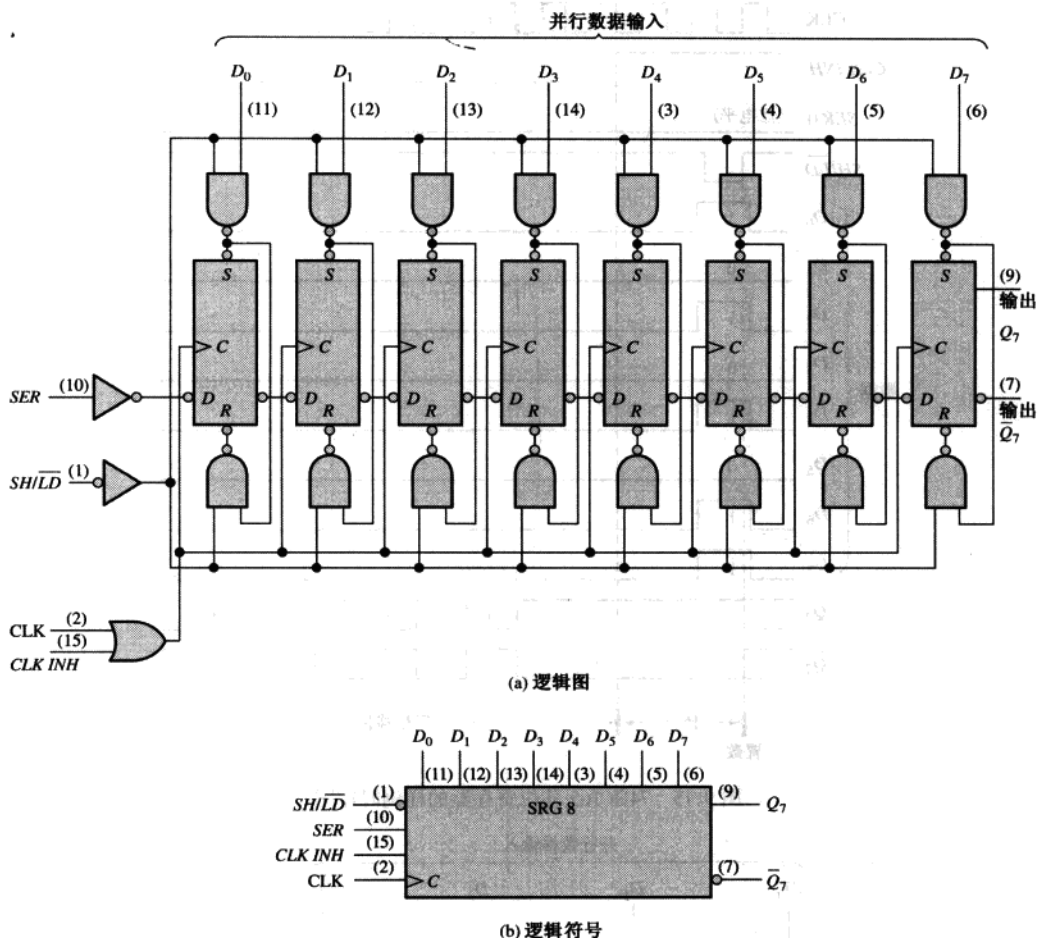 并行数据输入
D₀ D₁ D₂ D₃ D₄ D₅ D₆ D₇
(11) (12) (13) (14) (3) (4) (5) (6)
S S S S S S S S
(9)
输出
Q₇
C C C C C C C C
SER (10)
D D D D D D D D
(7)
输出
Q̅₇
R R R R R R R R
SH/L̅D̅ (1)
CLK (2)
CLK INH (15)
(a) 逻辑图
D₀ D₁ D₂ D₃ D₄ D₅ D₆ D₇
(11) (12) (13) (14) (3) (4) (5) (6)
SH/L̅D̅ (1) SRG 8 (9) Q₇
SER (10)
CLK INH (15)
CLK (2) C (7) Q̅₇
(b) 逻辑符号